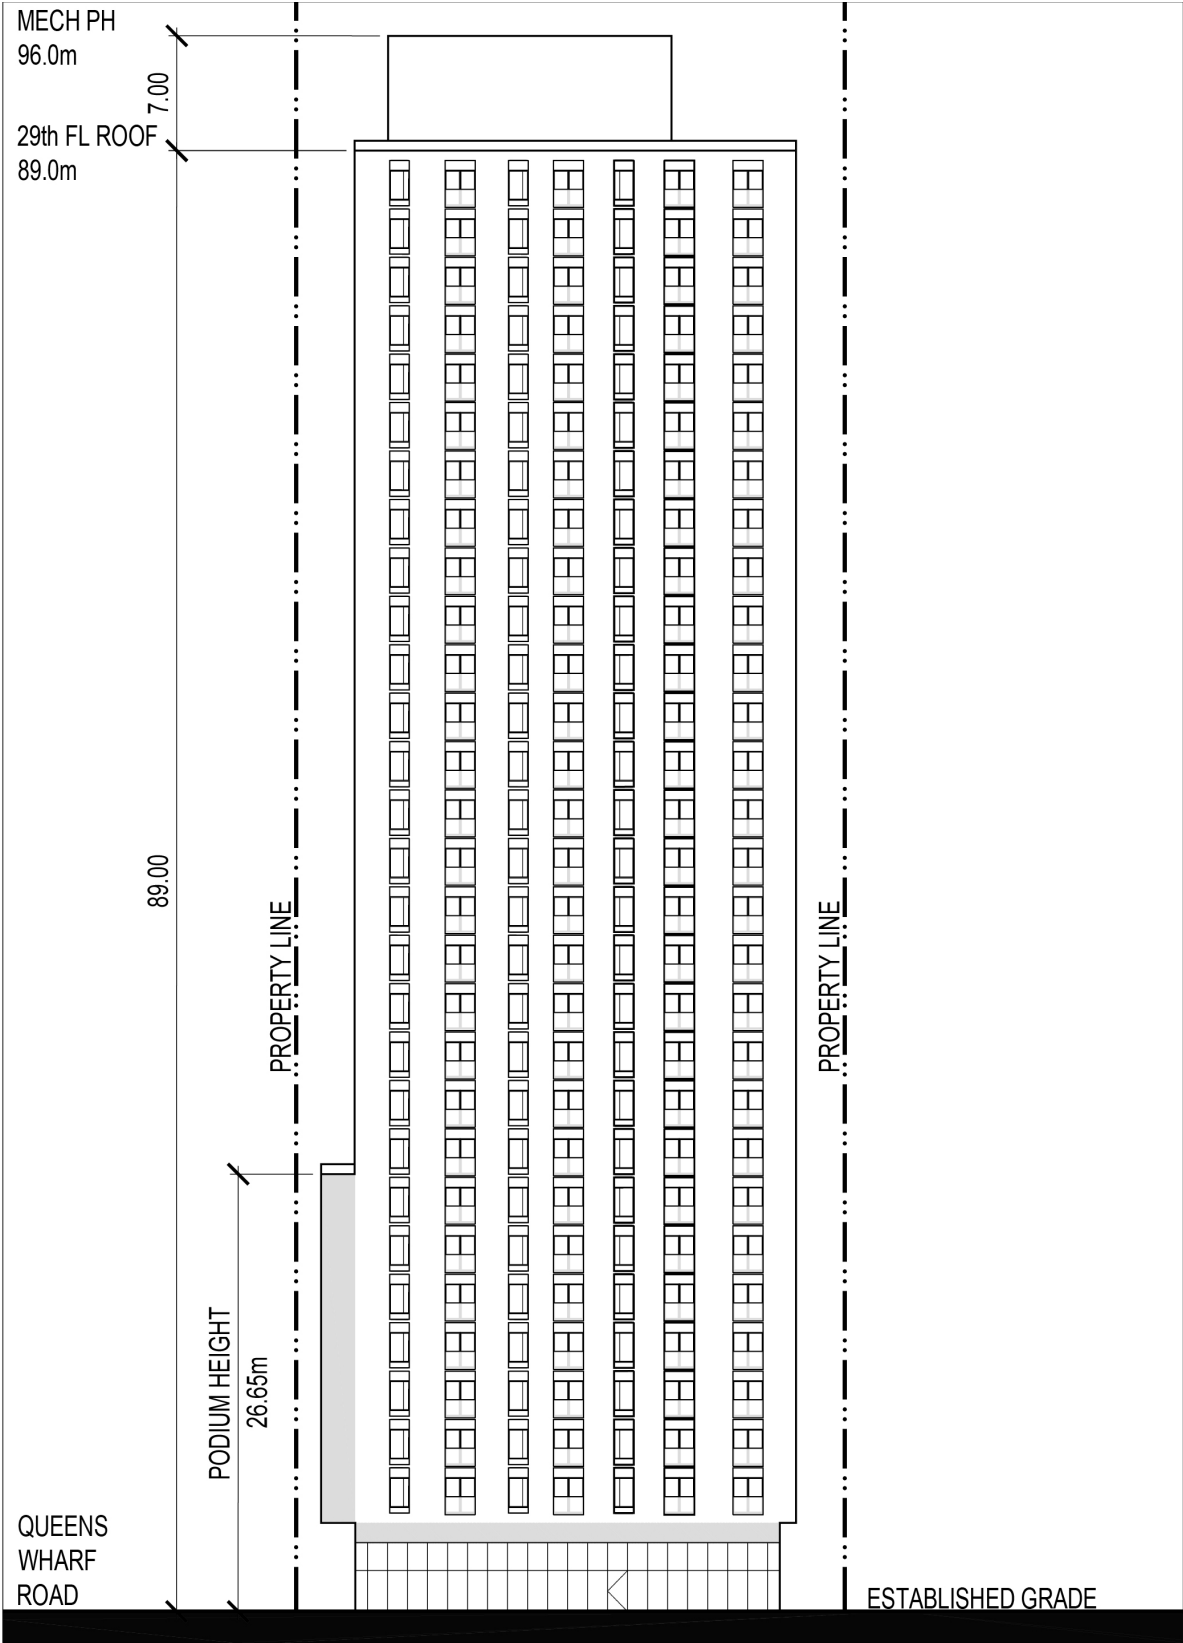 MECH PH
96.0m
7.00
29th FL ROOF
89.0m
89.00
PROPERTY LINE
PROPERTY LINE
PODIUM HEIGHT
26.65m
QUEENS
WHARF
ROAD
ESTABLISHED GRADE